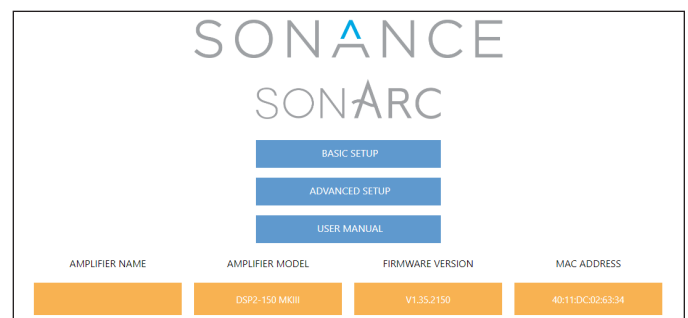 SONANCE
SONARC
BASIC SETUP
ADVANCED SETUP
USER MANUAL
AMPLIFIER NAME AMPLIFIER MODEL FIRMWARE VERSION MAC ADDRESS
DSP2-150 MKIII V1.35.2150 40:11:DC:02:63:34